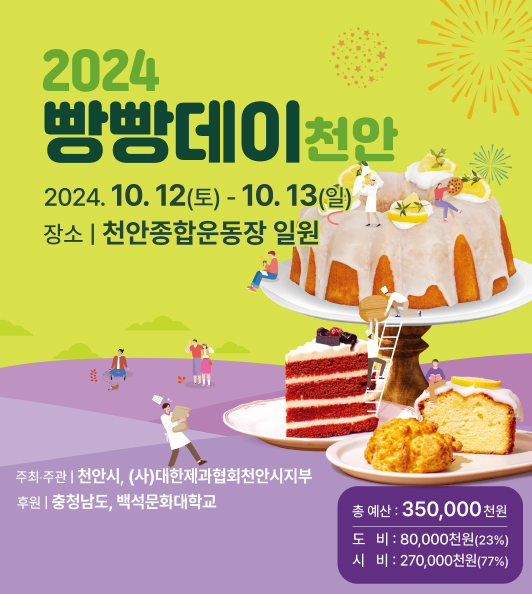 2024
빵빵데이천안
2024. 10. 12(토) - 10. 13(일)
장소 | 천안종합운동장 일원
주최·주관 | 천안시, (사)대한제과협회천안시지부
후원 | 충청남도, 백석문화대학교
총 예산 : 350,000천원
도 비 : 80,000천원(23%)
시 비 : 270,000천원(77%)